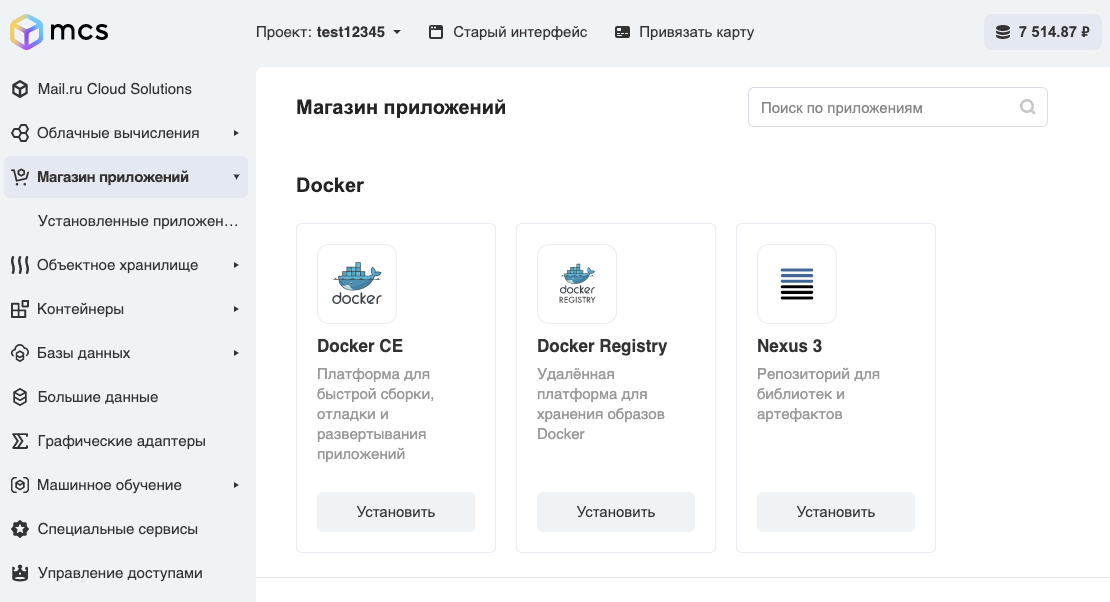 mcs
Проект: test12345
Старый интерфейс
Привязать карту
7 514.87 ₽
Mail.ru Cloud Solutions
Облачные вычисления
Магазин приложений
Установленные приложен...
Объектное хранилище
Контейнеры
Базы данных
Большие данные
Графические адаптеры
Машинное обучение
Специальные сервисы
Управление доступами
Магазин приложений
Поиск по приложениям
Docker
docker
Docker CE
Платформа для
быстрой сборки,
отладки и
развертывания
приложений
Установить
docker
REGISTRY
Docker Registry
Удалённая
платформа для
хранения образов
Docker
Установить
Nexus 3
Репозиторий для
библиотек и
артефактов
Установить